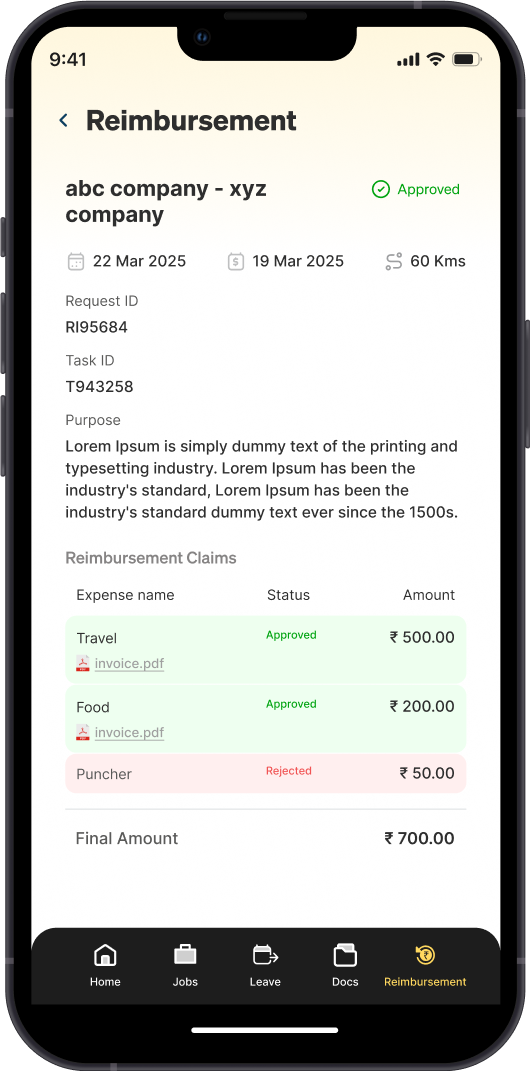 9:41
Reimbursement
abc company - xyz
company
Approved
22 Mar 2025 19 Mar 2025 60 Kms
Request ID
RI95684
Task ID
T943258
Purpose
Lorem Ipsum is simply dummy text of the printing and
typesetting industry. Lorem Ipsum has been the
industry's standard, Lorem Ipsum has been the
industry's standard dummy text ever since the 1500s.
Reimbursement Claims
Expense name Status Amount
Travel Approved ₹ 500.00
invoice.pdf
Food Approved ₹ 200.00
invoice.pdf
Puncher Rejected ₹ 50.00
Final Amount ₹ 700.00
Home Jobs Leave Docs Reimbursement